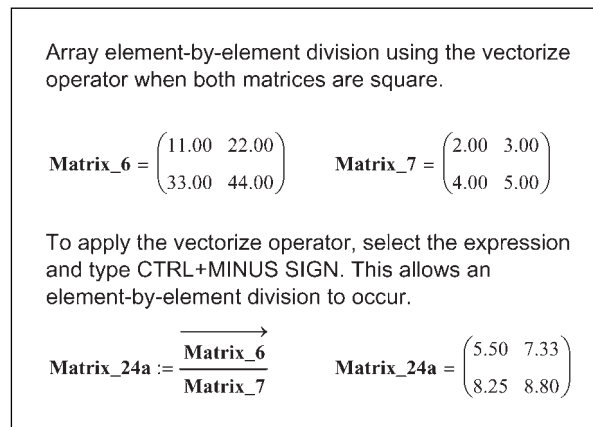 Array element-by-element division using the vectorize
operator when both matrices are square.
Matrix_6 = (11.00 22.00
33.00 44.00) Matrix_7 = (2.00 3.00
4.00 5.00)
To apply the vectorize operator, select the expression
and type CTRL+MINUS SIGN. This allows an
element-by-element division to occur.
Matrix_24a := Matrix_6
Matrix_7
Matrix_24a = (5.50 7.33
8.25 8.80)